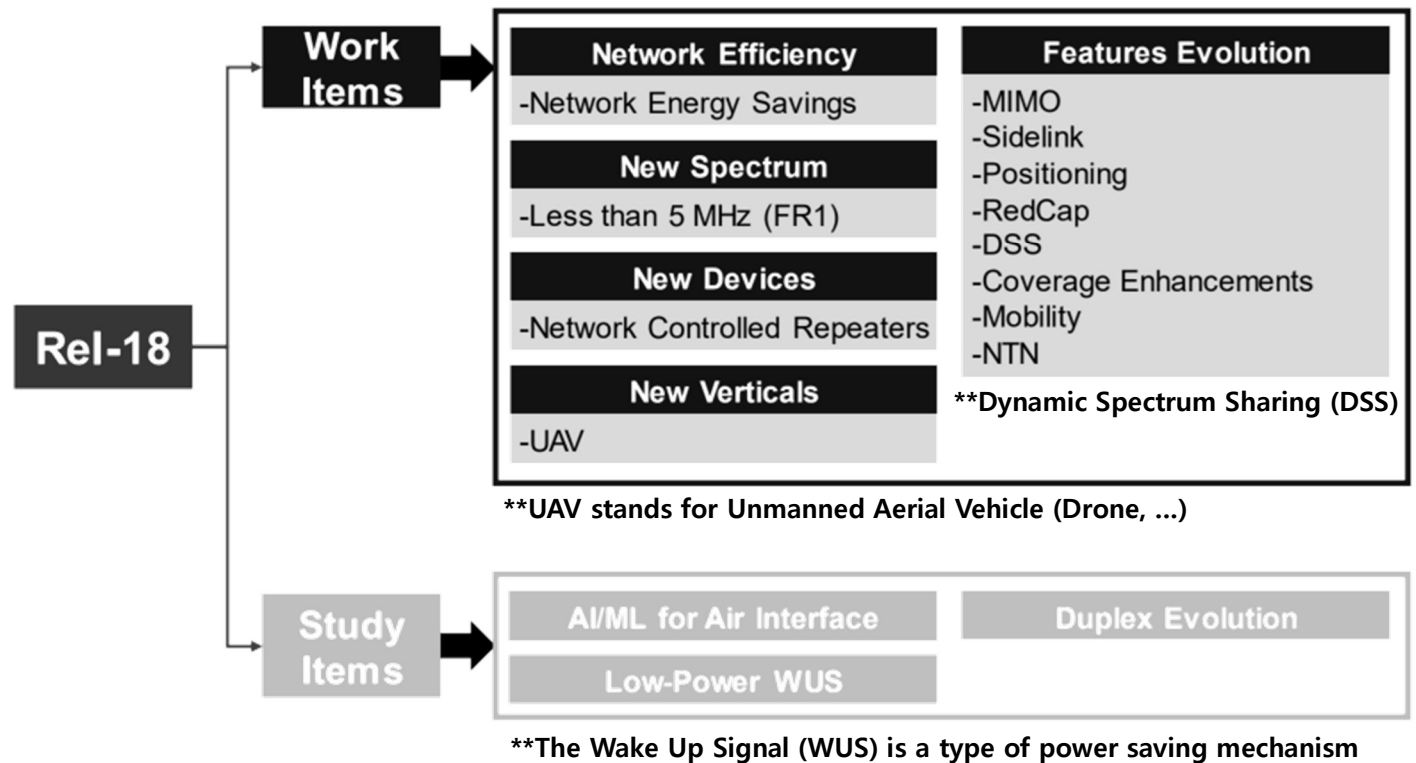 Rel-18
Work
Items
Network Efficiency
-Network Energy Savings
New Spectrum
-Less than 5 MHz (FR1)
New Devices
-Network Controlled Repeaters
New Verticals
-UAV
Features Evolution
-MIMO
-Sidelink
-Positioning
-RedCap
-DSS
-Coverage Enhancements
-Mobility
-NTN
**Dynamic Spectrum Sharing (DSS)
**UAV stands for Unmanned Aerial Vehicle (Drone, ...)
Study
Items
AI/ML for Air Interface
Low-Power WUS
Duplex Evolution
**The Wake Up Signal (WUS) is a type of power saving mechanism